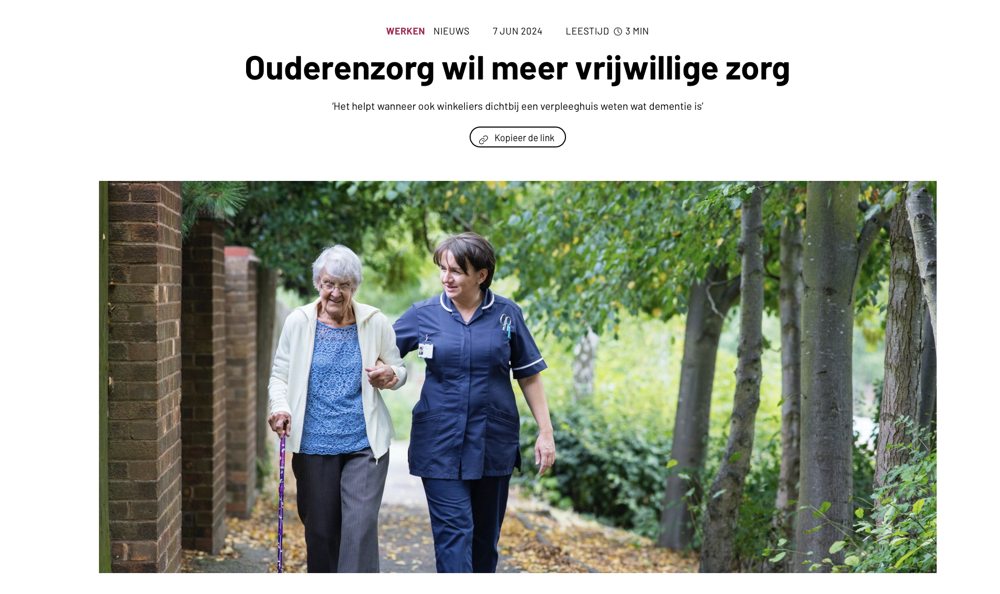 WERKEN NIEUWS 7 JUN 2024 LEESTIJD 3 MIN
Ouderenzorg wil meer vrijwillige zorg
‘Het helpt wanneer ook winkeliers dichtbij een verpleeghuis weten wat dementie is’
Kopieer de link